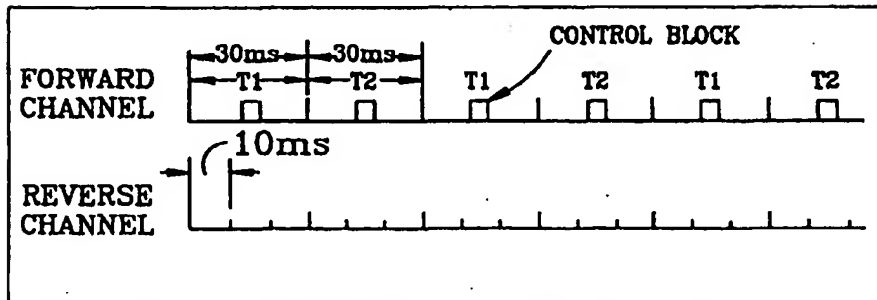 30ms 30ms CONTROL BLOCK
FORWARD CHANNEL
T1 T2 T1 T2 T1 T2
10ms
REVERSE CHANNEL